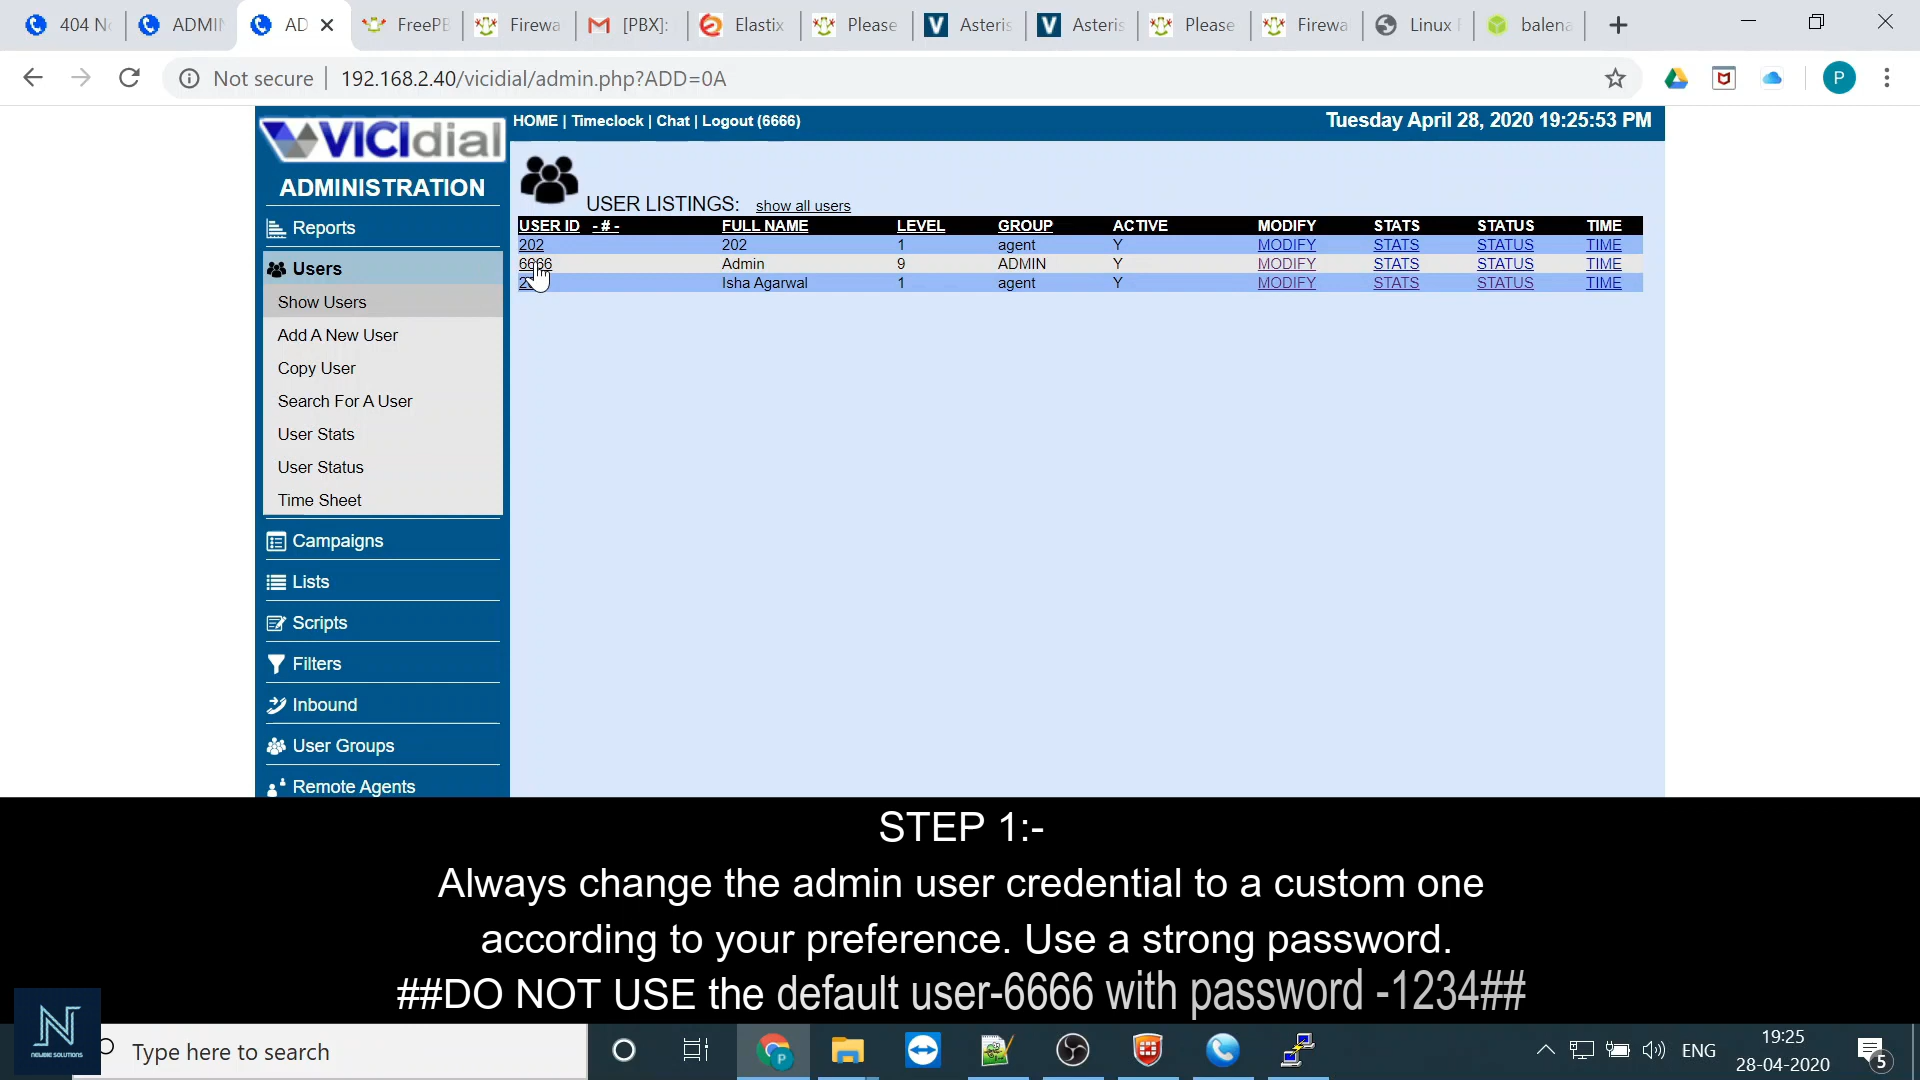 404 N
ADMIN
AD
FreePB
Firewa
[PBX]:
Elastix
Please
Asteris
Asteris
Please
Firewa
Linux
balena
Not secure
192.168.2.40/vicidial/admin.php?ADD=0A
P
VICIdial
HOME | Timeclock | Chat | Logout (6666)
Tuesday April 28, 2020 19:25:53 PM
ADMINISTRATION
Reports
Users
Show Users
Add A New User
Copy User
Search For A User
User Stats
User Status
Time Sheet
Campaigns
Lists
Scripts
Filters
Inbound
User Groups
Remote Agents
USER LISTINGS: show all users
USER ID - # - FULL NAME LEVEL GROUP ACTIVE MODIFY STATS STATUS TIME
202 202 1 agent Y MODIFY STATS STATUS TIME
6666 Admin 9 ADMIN Y MODIFY STATS STATUS TIME
Isha Agarwal 1 agent Y MODIFY STATS STATUS TIME
STEP 1:-
Always change the admin user credential to a custom one
according to your preference. Use a strong password.
##DO NOT USE the default user-6666 with password -1234##
N
NEWBIE SOLUTIONS
Type here to search
P
ENG
19:25
28-04-2020
5